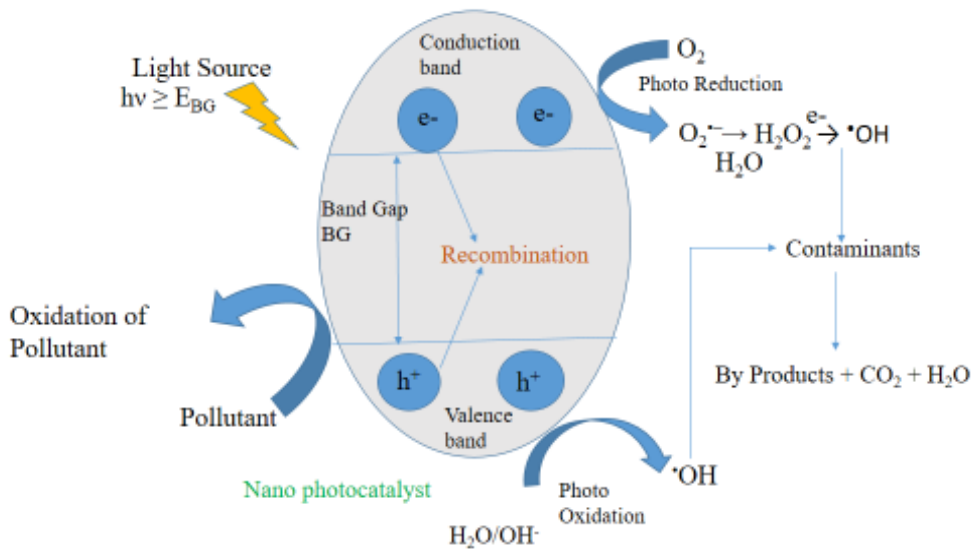 Light Source
hν ≥ E_BG
Conduction
band
e-
e-
O₂
Photo Reduction
O₂•− → H₂O₂ e-→ •OH
H₂O
Band Gap
BG
Recombination
Contaminants
Oxidation of
Pollutant
Pollutant
h⁺
h⁺
Valence
band
By Products + CO₂ + H₂O
Nano photocatalyst
Photo
Oxidation
•OH
H₂O/OH-